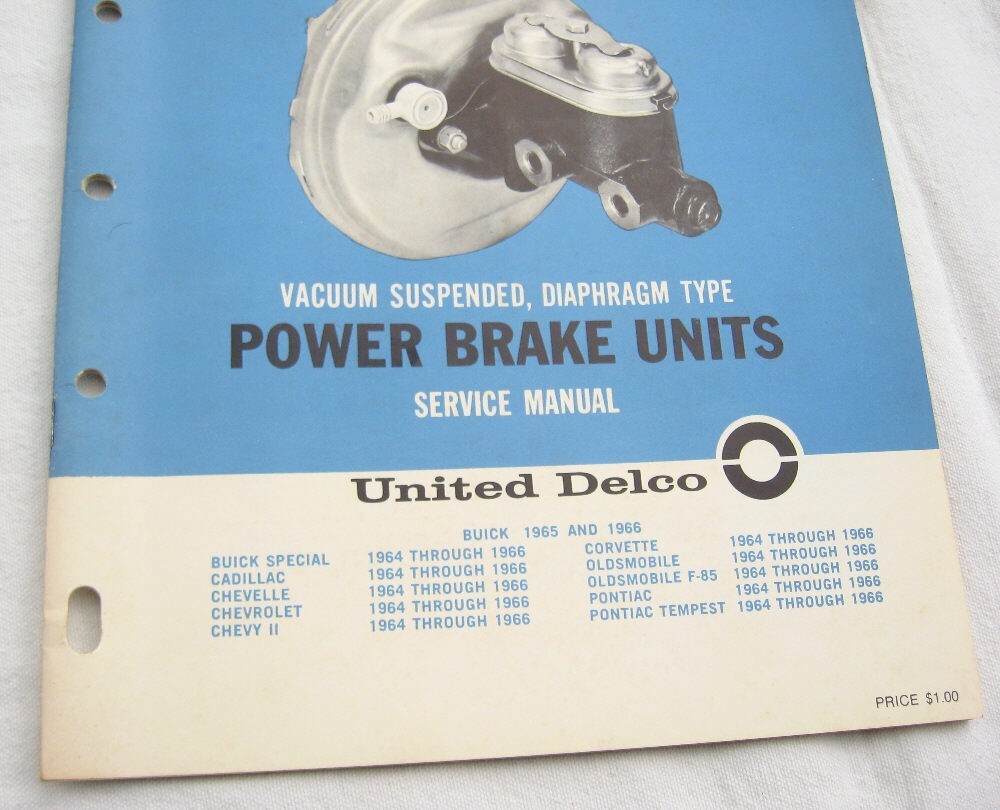 VACUUM SUSPENDED, DIAPHRAGM TYPE
POWER BRAKE UNITS
SERVICE MANUAL
United Delco
BUICK 1965 AND 1966
BUICK SPECIAL 1964 THROUGH 1966
CADILLAC 1964 THROUGH 1966
CHEVELLE 1964 THROUGH 1966
CHEVROLET 1964 THROUGH 1966
CHEVY II 1964 THROUGH 1966
CORVETTE 1964 THROUGH 1966
OLDSMOBILE 1964 THROUGH 1966
OLDSMOBILE F-85 1964 THROUGH 1966
PONTIAC 1964 THROUGH 1966
PONTIAC TEMPEST 1964 THROUGH 1966
PRICE $1.00